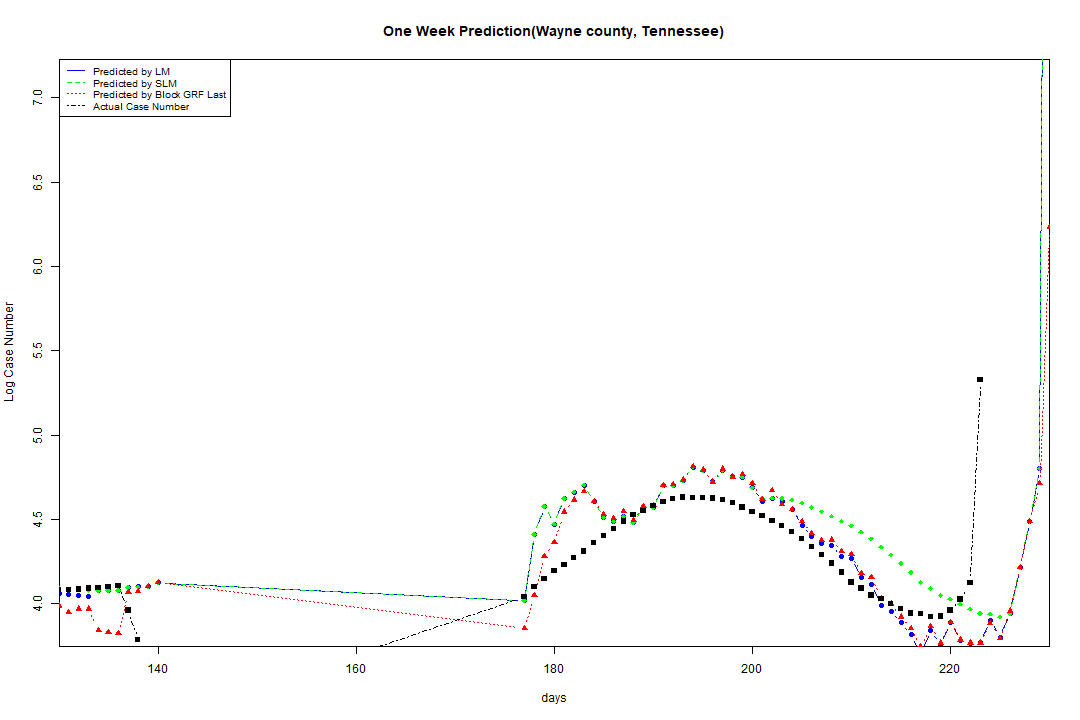 One Week Prediction(Wayne county, Tennessee)
Predicted by LM
Predicted by SLM
Predicted by Block GRF Last
Actual Case Number
7.0
6.5
6.0
5.5
5.0
4.5
4.0
Log Case Number
140 160 180 200 220
days